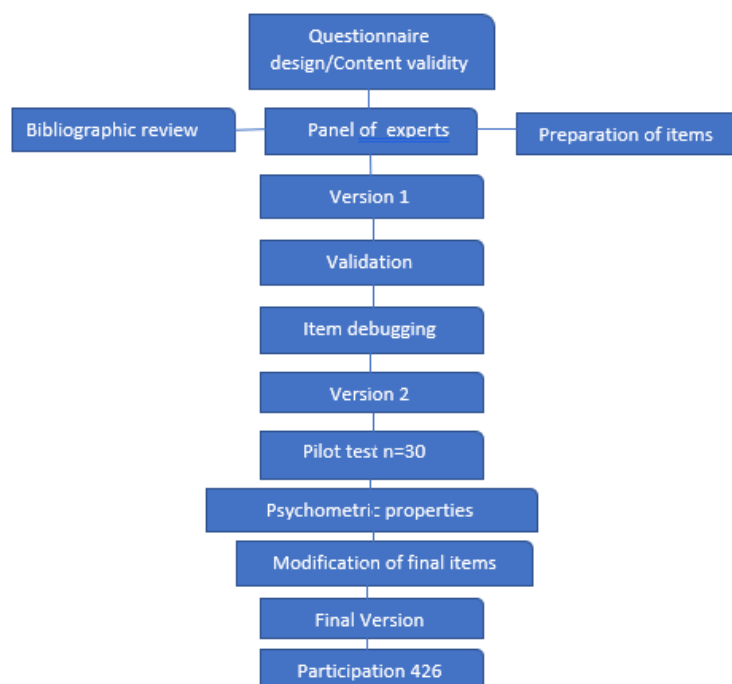 Questionnaire
design/Content validity
Bibliographic review
Panel of experts
Preparation of items
Version 1
Validation
Item debugging
Version 2
Pilot test n=30
Psychometric properties
Modification of final items
Final Version
Participation 426